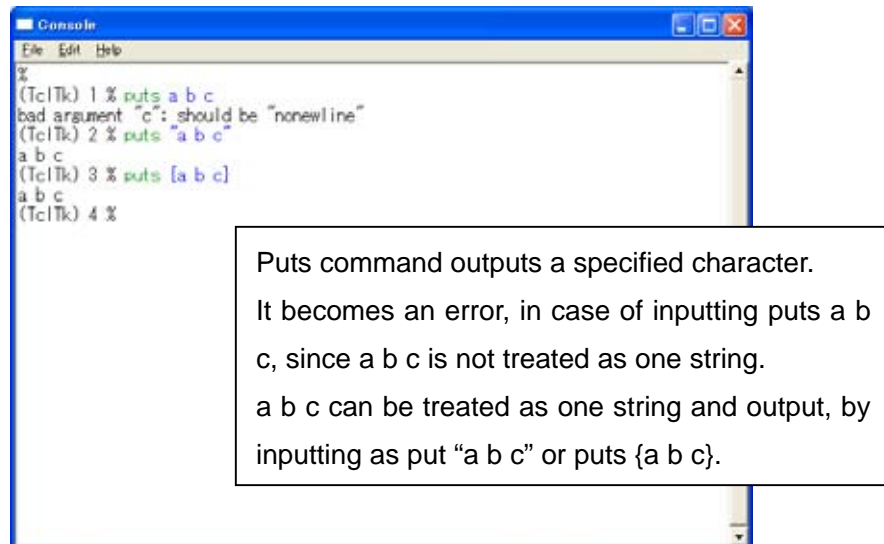 Console
File Edit Help
%
(TclTk) 1 % puts a b c
bad argument "c": should be "nonewline"
(TclTk) 2 % puts "a b c"
a b c
(TclTk) 3 % puts {a b c}
a b c
(TclTk) 4 %
Puts command outputs a specified character.
It becomes an error, in case of inputting puts a b
c, since a b c is not treated as one string.
a b c can be treated as one string and output, by
inputting as put “a b c” or puts {a b c}.